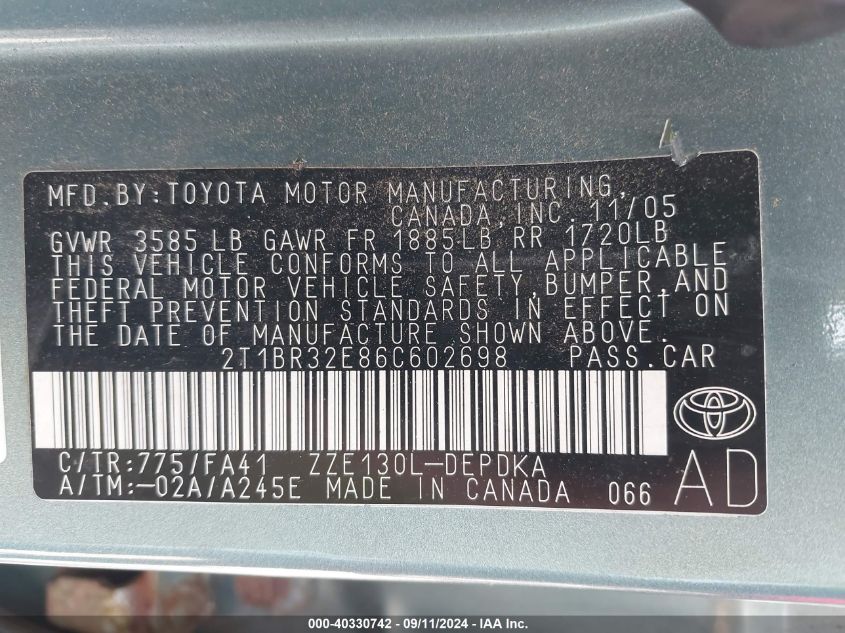 MFD.BY:TOYOTA MOTOR MANUFACTURING,
CANADA,INC. 11/05
GVWR 3585 LB GAWR FR 1885LB RR 1720LB
THIS VEHICLE CONFORMS TO ALL APPLICABLE
FEDERAL MOTOR VEHICLE SAFETY,BUMPER,AND
THEFT PREVENTION STANDARDS IN EFFECT ON
THE DATE OF MANUFACTURE SHOWN ABOVE.
2T1BR32E86C602698 PASS.CAR
C/TR:775/FA41 ZZE130L-DEPDKA
A/TM:-02A/A245E MADE IN CANADA 066 AD
000-40330742 - 09/11/2024 - IAA Inc.